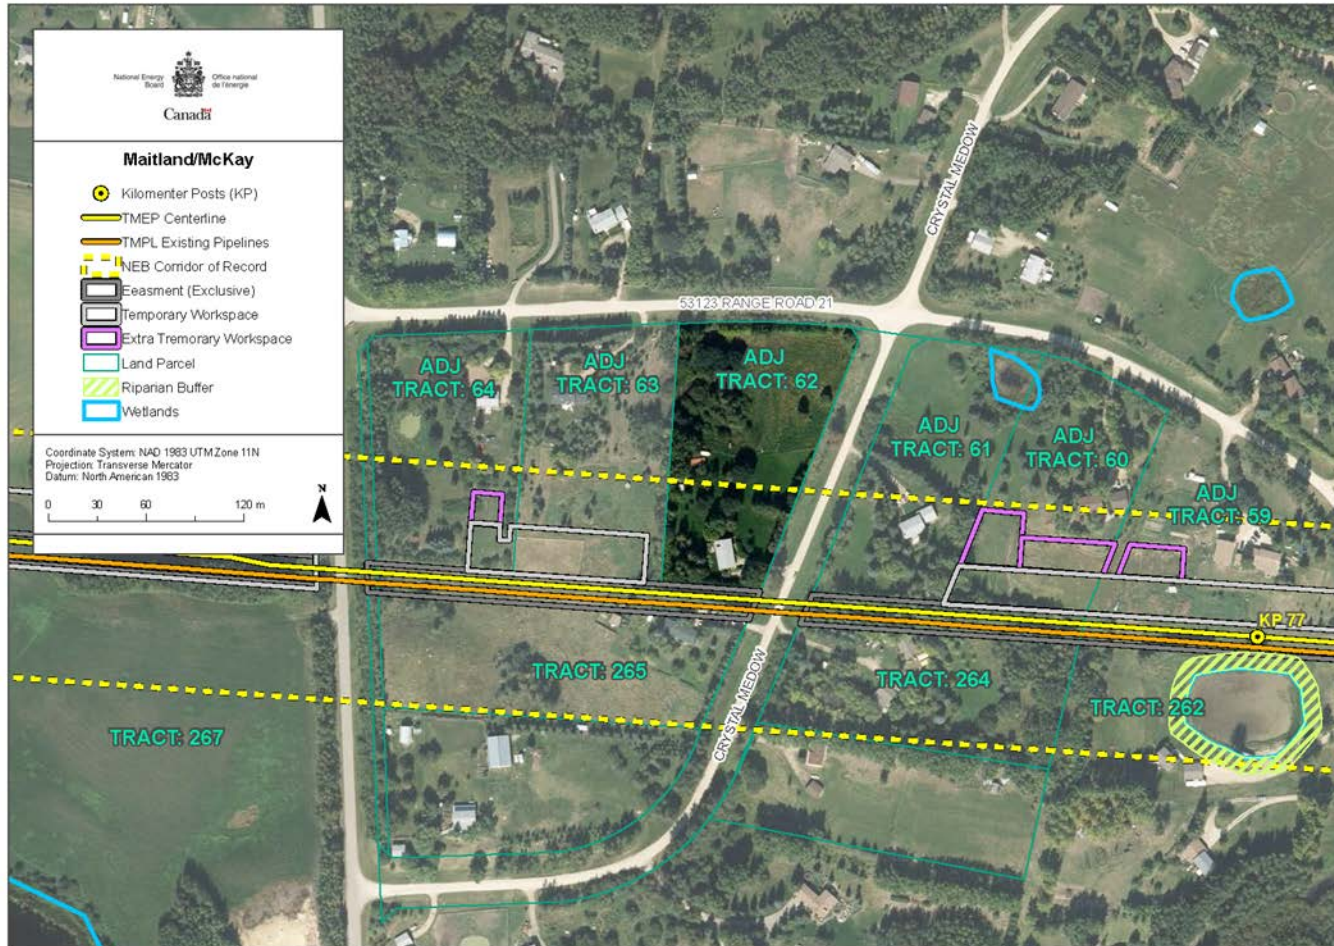 National Energy
Board
Office national
de l'énergie
Canada
Maitland/McKay
Kilomenter Posts (KP)
TMEP Centerline
TMPL Existing Pipelines
NEB Corridor of Record
Eeasment (Exclusive)
Temporary Workspace
Extra Tremorary Workspace
Land Parcel
Riparian Buffer
Wetlands
Coordinate System: NAD 1983 UTM Zone 11N
Projection: Transverse Mercator
Datum: North American 1983
0 30 60 120 m
N
CRYSTAL MEDOW
53123 RANGE ROAD 21
ADJ
TRACT: 64
ADJ
TRACT: 63
ADJ
TRACT: 62
ADJ
TRACT: 61
ADJ
TRACT: 60
ADJ
TRACT: 59
KP 77
TRACT: 265
TRACT: 264
TRACT: 262
TRACT: 267
CRYSTAL MEDOW